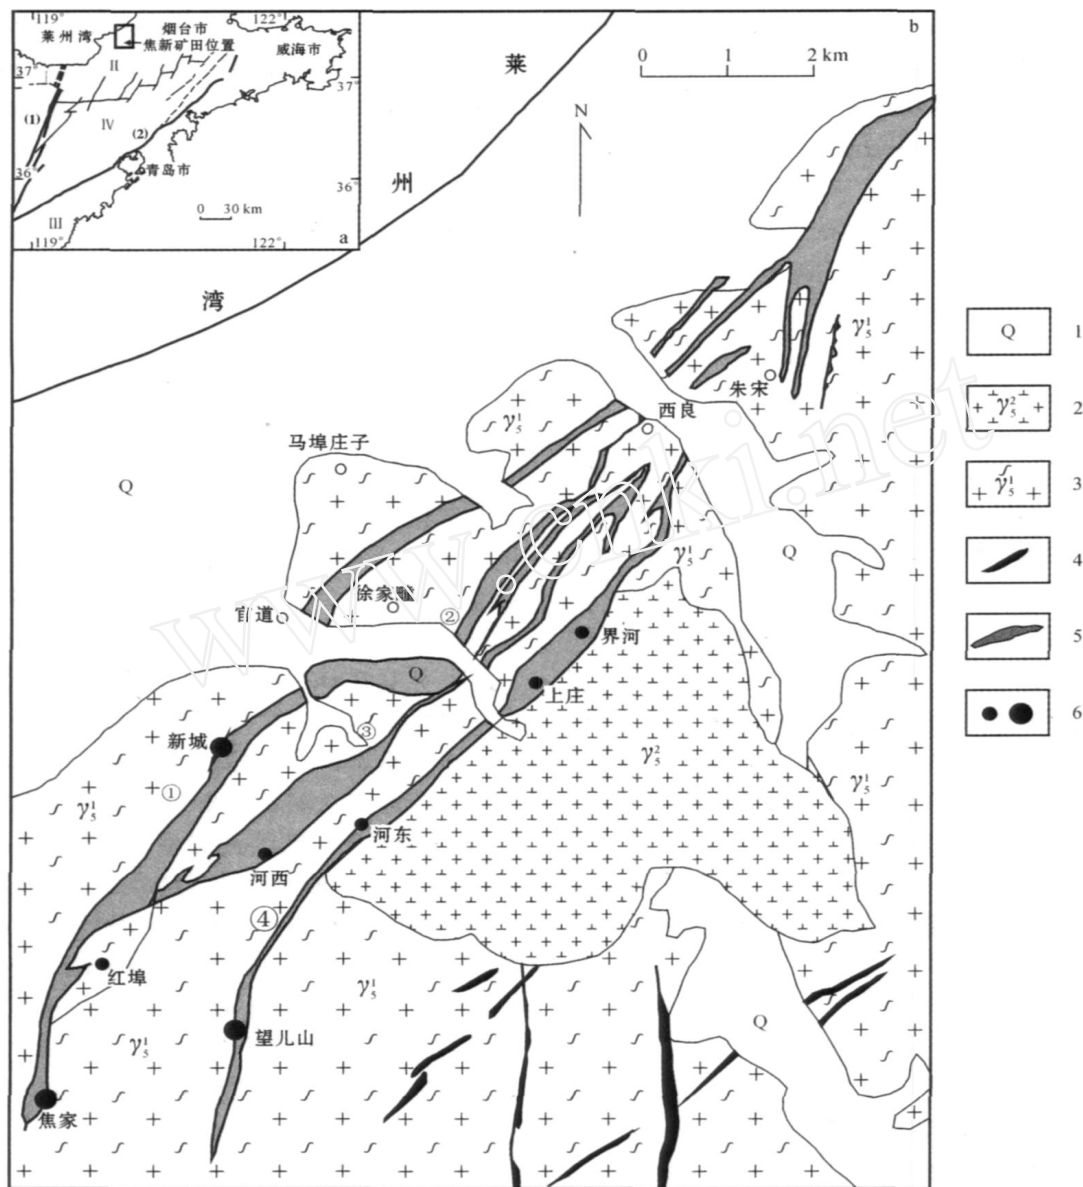 119°
122°
烟台市
莱州湾
焦新矿田位置
威海市
II
37°
37°
(1)
IV
(2)
青岛市
36°
36°
III
0 30 km
119°
122°
a
b
莱
州
湾
0 1 2 km
N
γ₅¹
朱宋
西良
γ₅¹
马埠庄子
Q
Q
γ₅¹
徐家疃
官道
②
界河
Q
上庄
新城
③
γ₅²
①
γ₅¹
γ₅¹
河东
河西
④
红埠
γ₅¹
Q
望儿山
γ₅¹
焦家
Q 1
γ₅² 2
γ₅¹ 3
4
5
6
www.cnki.net